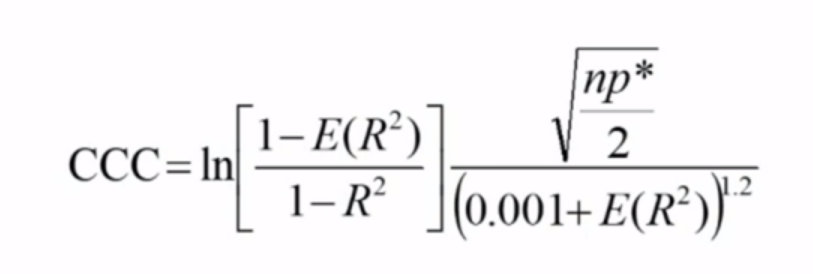 CCC = ln[(1 − E(R²)) / (1 − R²)] √(np* / 2) / (0.001 + E(R²))^1.2